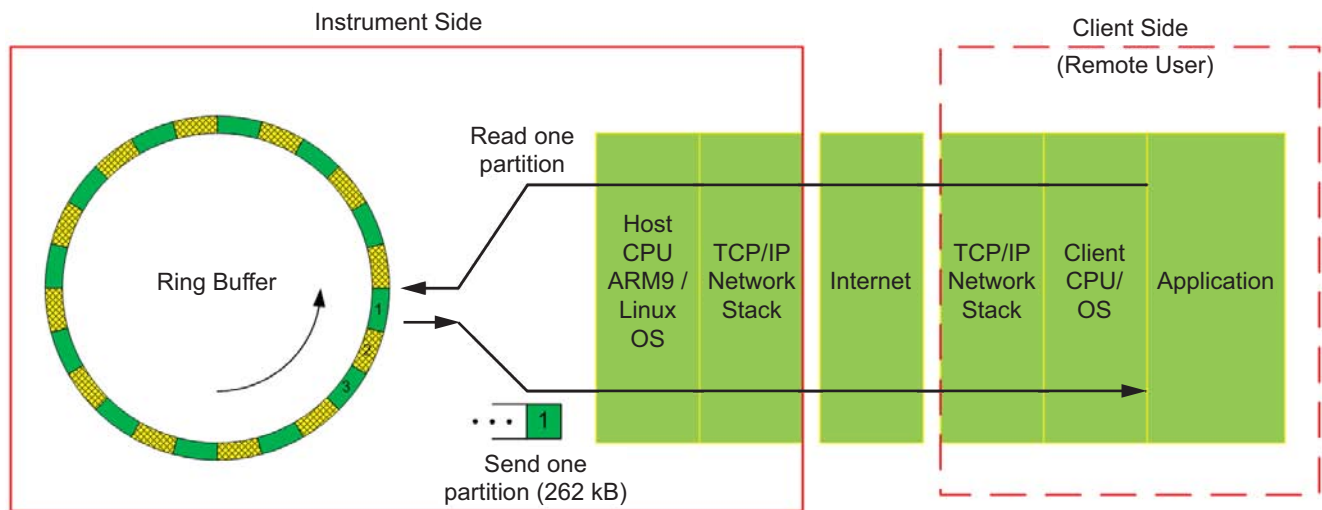 Instrument Side
Client Side
(Remote User)
Read one
partition
Ring Buffer
1
2
3
Host
CPU
ARM9 /
Linux
OS
TCP/IP
Network
Stack
Internet
TCP/IP
Network
Stack
Client
CPU/
OS
Application
1
Send one
partition (262 kB)